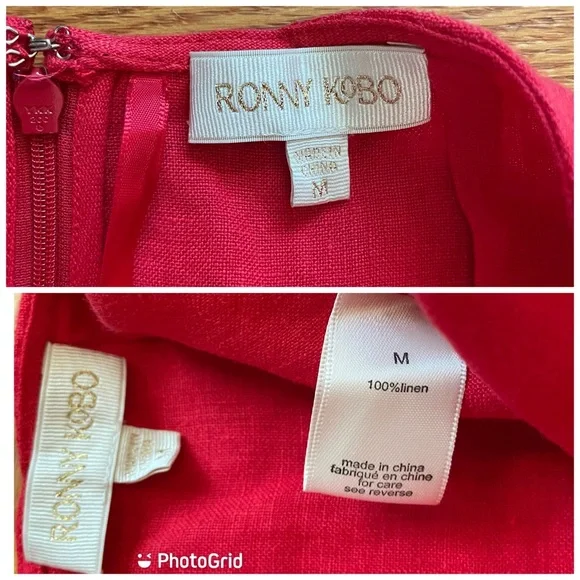 YKK
RONNY KOBO
MADE IN
CHINA
M
RONNY KOBO
M
100%linen
made in china
fabriqué en chine
for care
see reverse
PhotoGrid